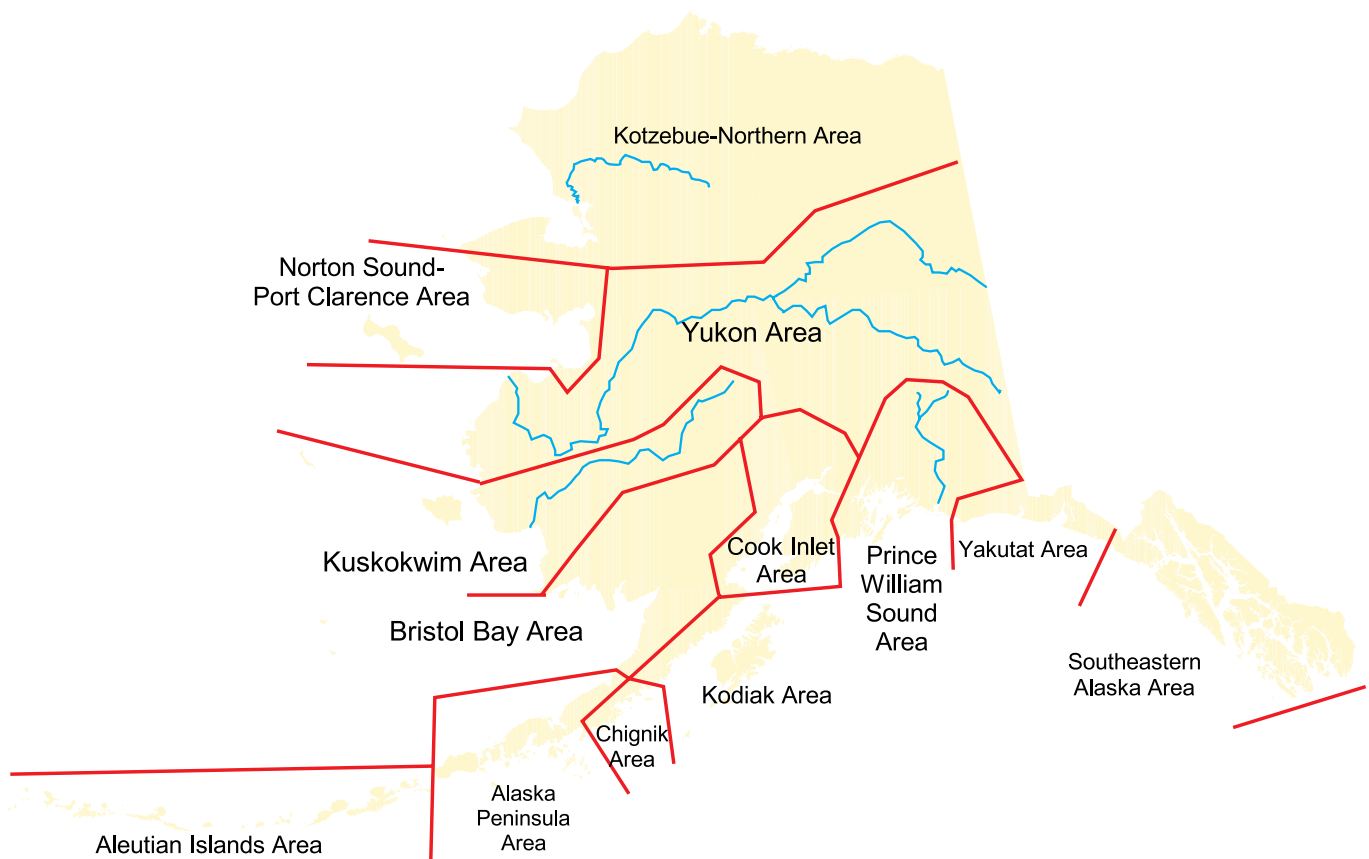 Kotzebue-Northern Area
Norton Sound-
Port Clarence Area
Yukon Area
Kuskokwim Area
Cook Inlet
Area
Prince
William
Sound
Area
Yakutat Area
Bristol Bay Area
Southeastern
Alaska Area
Kodiak Area
Chignik
Area
Alaska
Peninsula
Area
Aleutian Islands Area